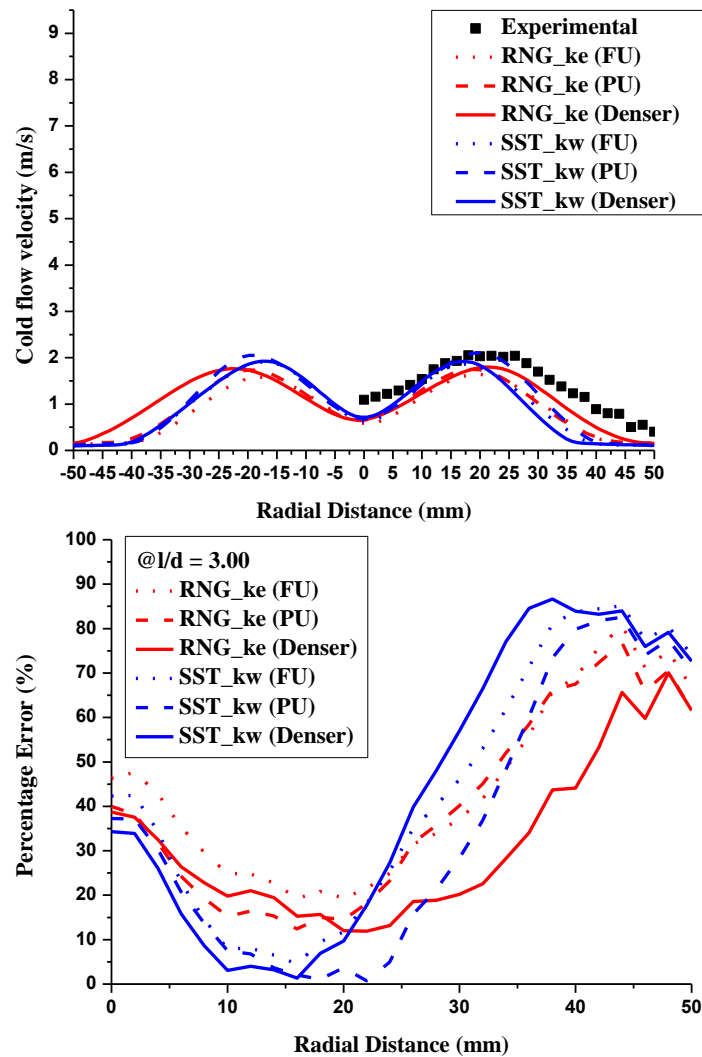 9
8
7
6
5
4
3
2
1
0
Cold flow velocity (m/s)
Experimental
RNG_ke (FU)
RNG_ke (PU)
RNG_ke (Denser)
SST_kw (FU)
SST_kw (PU)
SST_kw (Denser)
-50 -45 -40 -35 -30 -25 -20 -15 -10 -5 0 5 10 15 20 25 30 35 40 45 50
Radial Distance (mm)
100
90
80
70
60
50
40
30
20
10
0
Percentage Error (%)
@l/d = 3.00
RNG_ke (FU)
RNG_ke (PU)
RNG_ke (Denser)
SST_kw (FU)
SST_kw (PU)
SST_kw (Denser)
0 10 20 30 40 50
Radial Distance (mm)